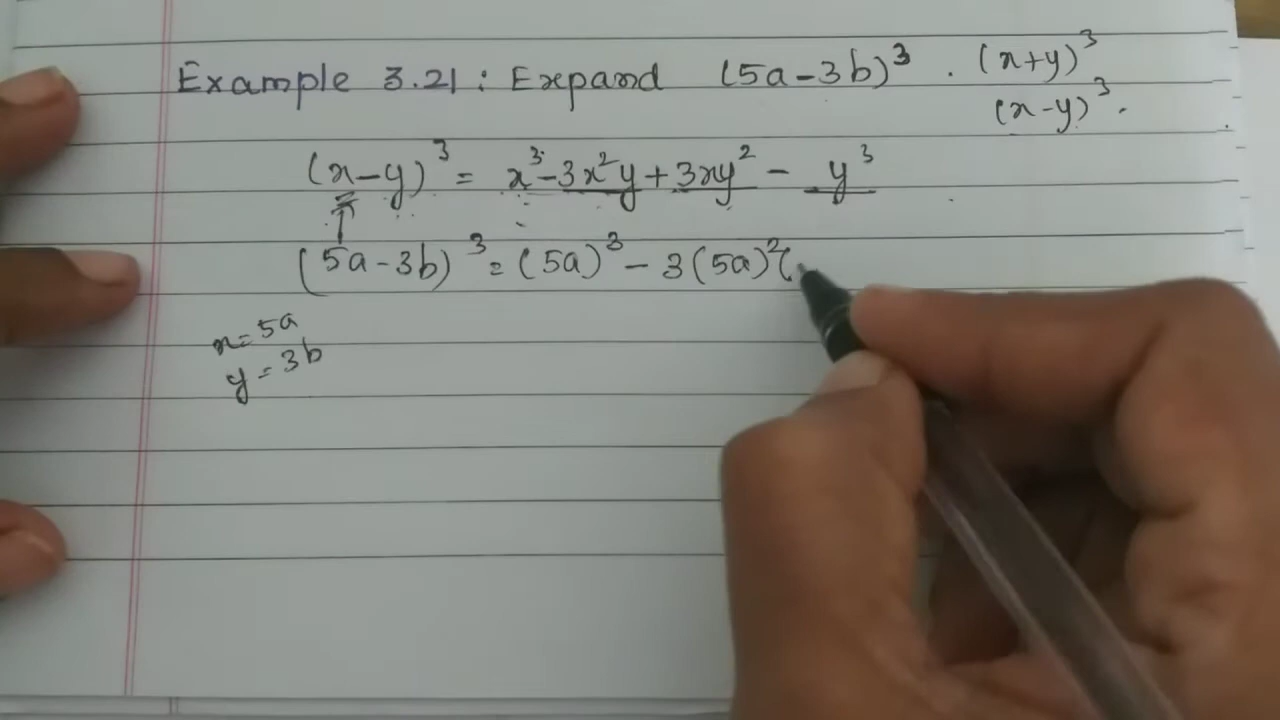 Example 3.21 : Expand (5a-3b)³ . (x+y)³
(x-y)³.
(x-y)³ = x³-3x²y+3xy² - y³
(5a-3b)³ = (5a)³ - 3(5a)²(
x= 5a
y = 3b